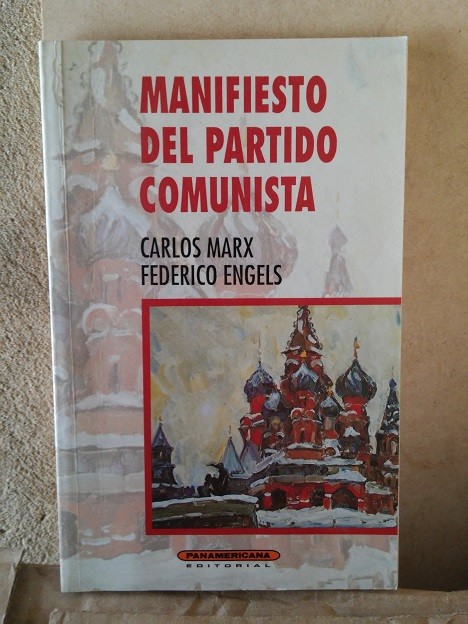 MANIFIESTO
DEL PARTIDO
COMUNISTA
CARLOS MARX
FEDERICO ENGELS
PANAMERICANA
EDITORIAL